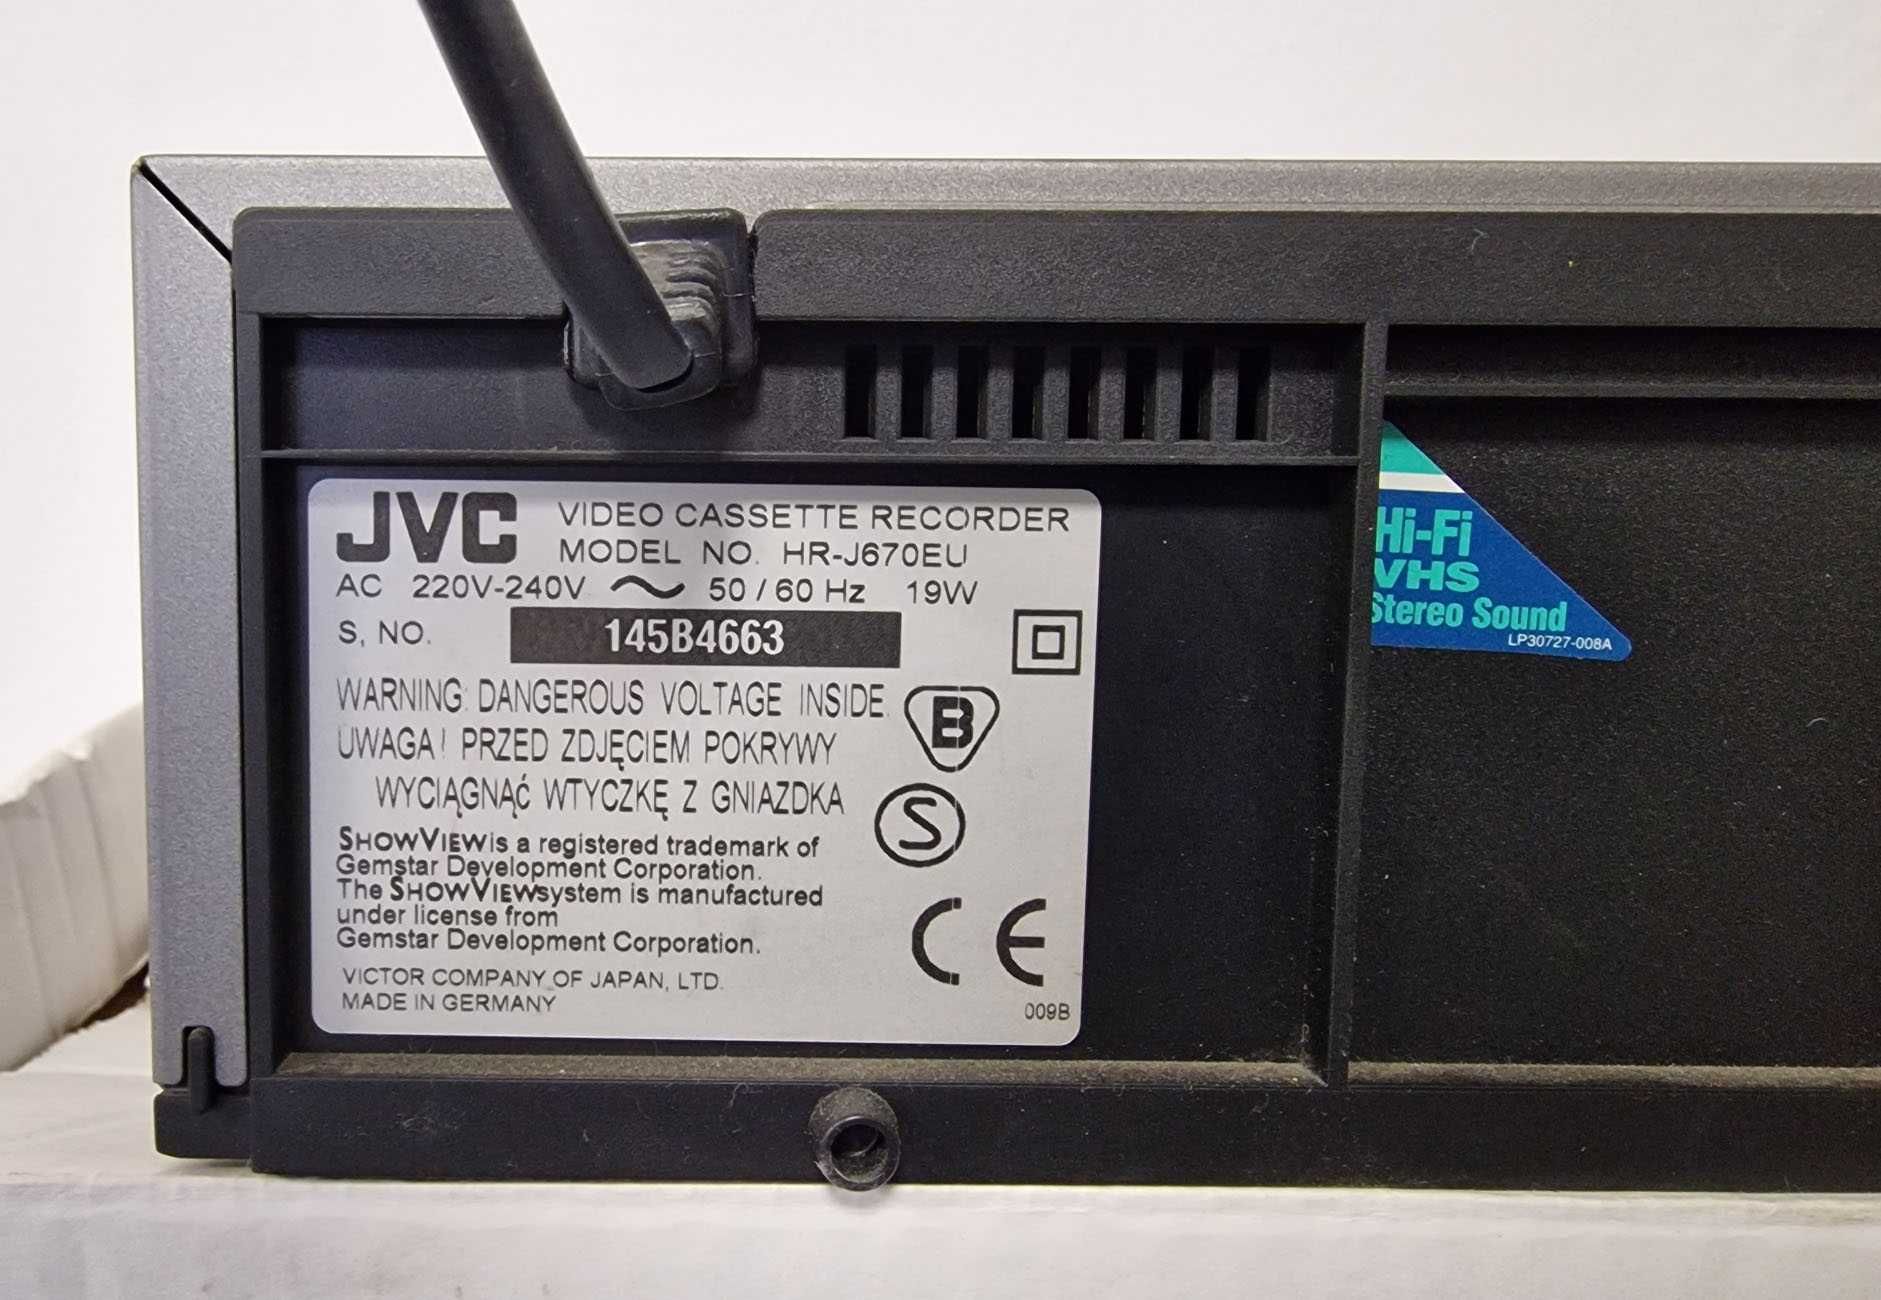 JVC VIDEO CASSETTE RECORDER
MODEL NO. HR-J670EU
AC 220V-240V ~ 50 / 60 Hz 19W
S, NO. 145B4663
WARNING: DANGEROUS VOLTAGE INSIDE.
UWAGA! PRZED ZDJĘCIEM POKRYWY
WYCIĄGNĄĆ WTYCZKĘ Z GNIAZDKA
B
S
SHOWVIEW is a registered trademark of
Gemstar Development Corporation.
The SHOWVIEW system is manufactured
under license from
Gemstar Development Corporation.
CE
VICTOR COMPANY OF JAPAN, LTD.
MADE IN GERMANY
009B
Hi-Fi
VHS
Stereo Sound
LP30727-008A